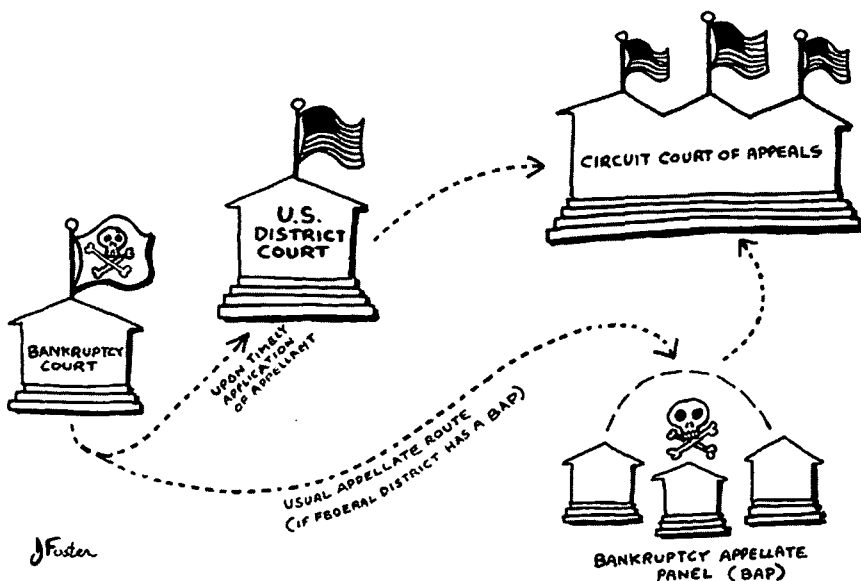 BANKRUPTCY
COURT
U.S.
DISTRICT
COURT
CIRCUIT COURT OF APPEALS
UPON TIMELY
APPLICATION
OF APPELLANT
USUAL APPELLATE ROUTE
(IF FEDERAL DISTRICT HAS A BAP)
BANKRUPTCY APPELLATE
PANEL (BAP)
JFoster